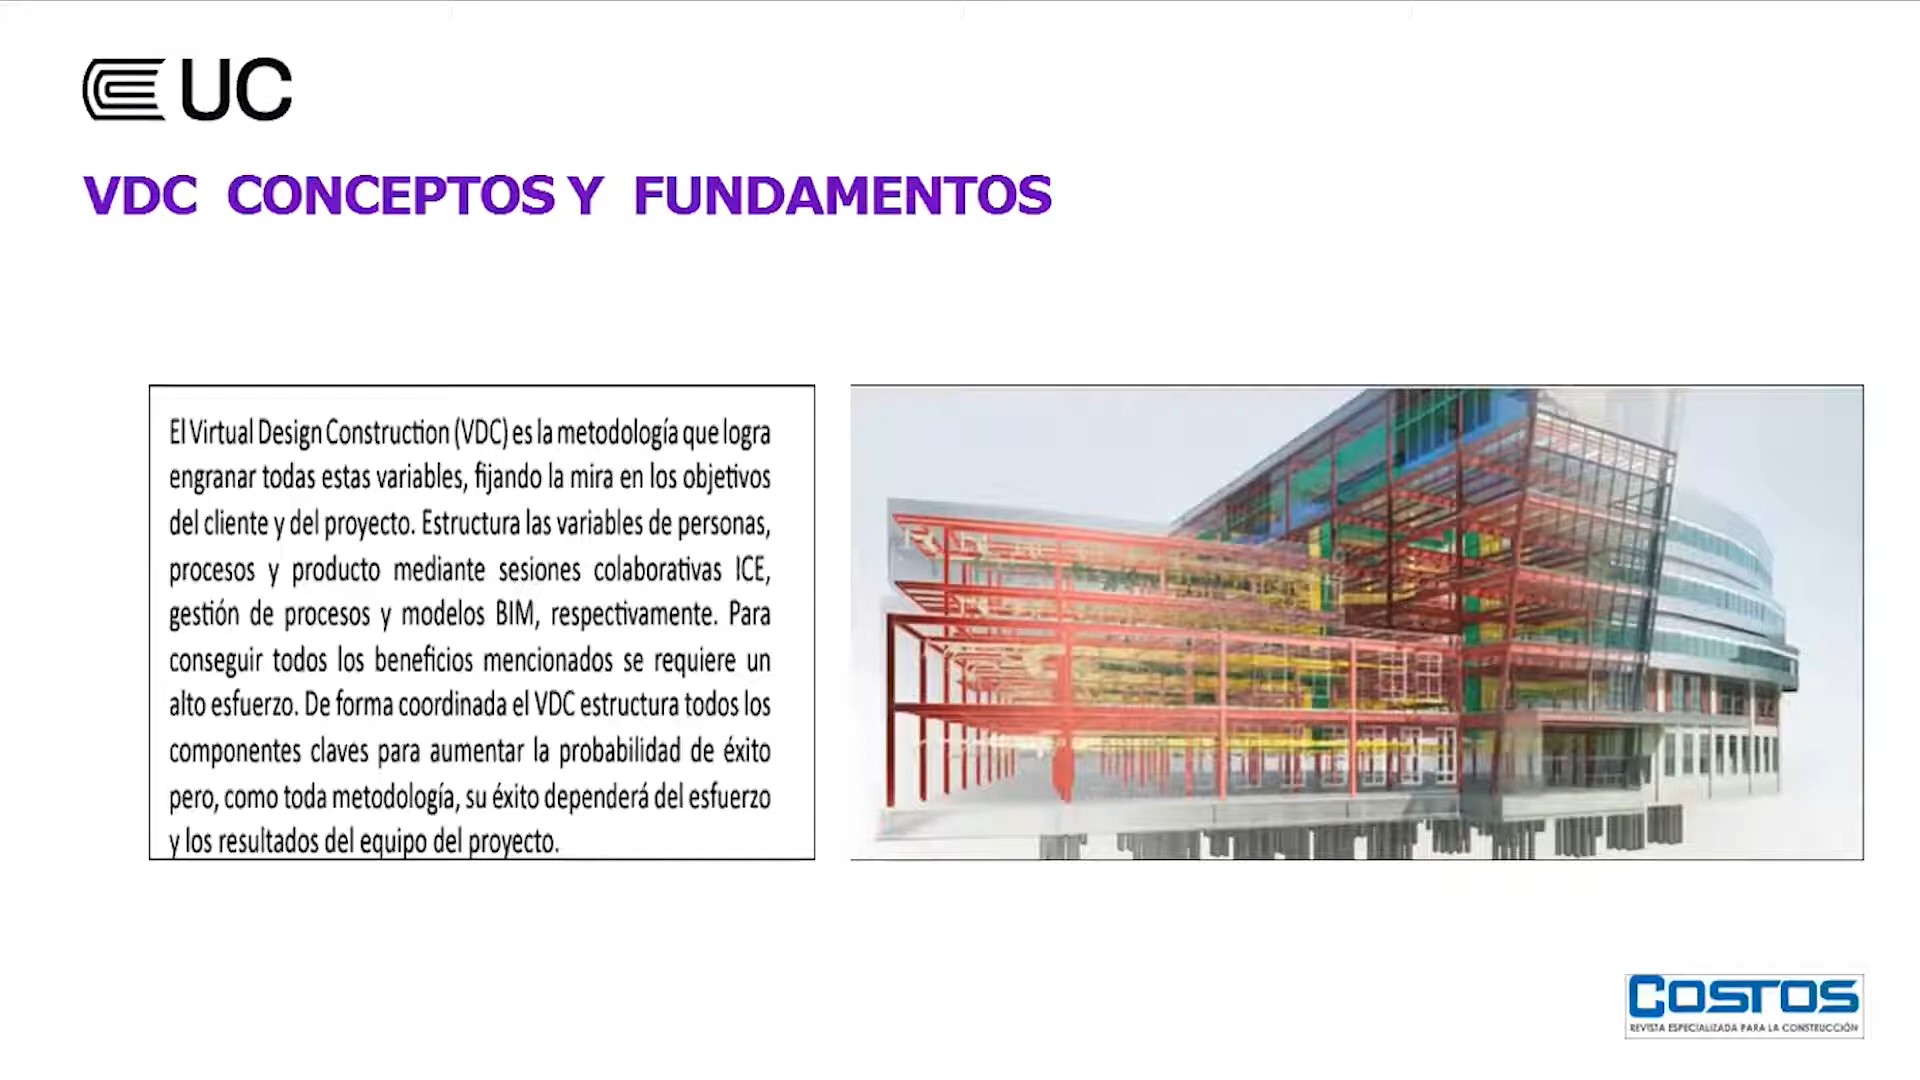 UC
VDC CONCEPTOS Y FUNDAMENTOS
El Virtual Design Construction (VDC) es la metodología que logra
engranar todas estas variables, fijando la mira en los objetivos
del cliente y del proyecto. Estructura las variables de personas,
procesos y producto mediante sesiones colaborativas ICE,
gestión de procesos y modelos BIM, respectivamente. Para
conseguir todos los beneficios mencionados se requiere un
alto esfuerzo. De forma coordinada el VDC estructura todos los
componentes claves para aumentar la probabilidad de éxito
pero, como toda metodología, su éxito dependerá del esfuerzo
y los resultados del equipo del proyecto.
COSTOS
REVISTA ESPECIALIZADA PARA LA CONSTRUCCIÓN